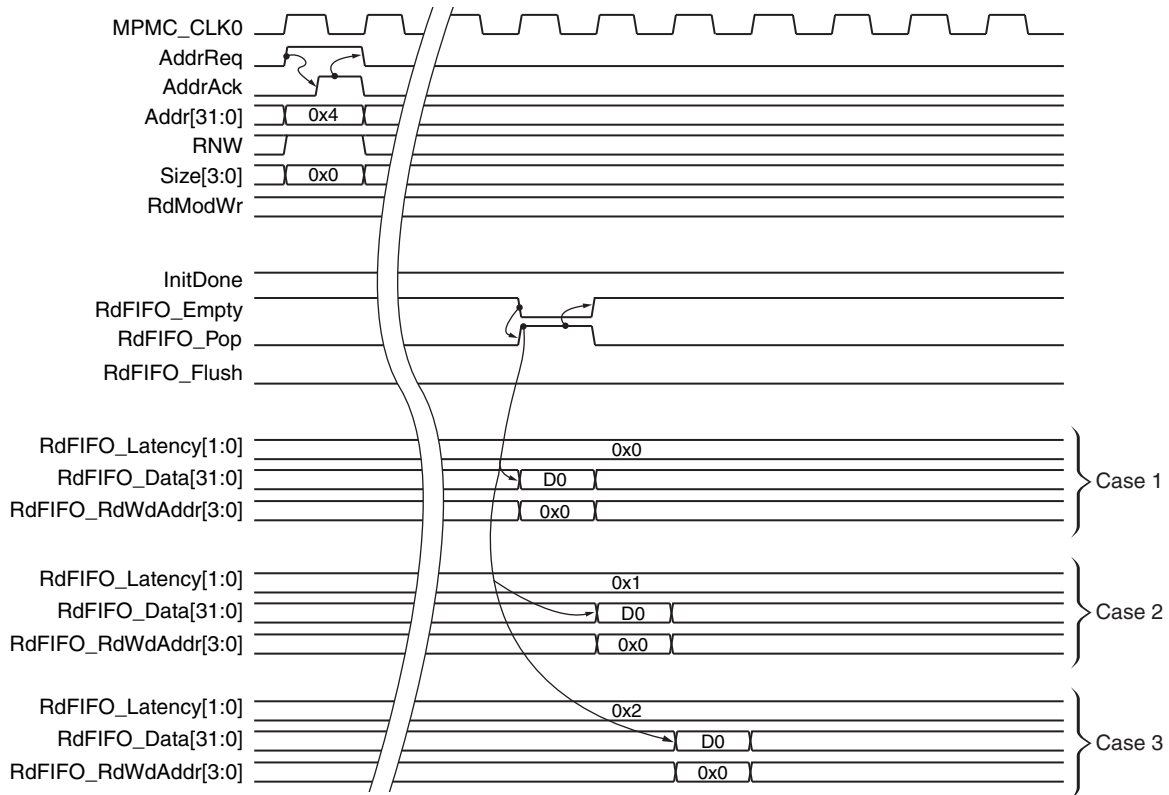 MPMC_CLK0
AddrReq
AddrAck
Addr[31:0] 0x4
RNW
Size[3:0] 0x0
RdModWr
InitDone
RdFIFO_Empty
RdFIFO_Pop
RdFIFO_Flush
RdFIFO_Latency[1:0] 0x0
RdFIFO_Data[31:0] D0 Case 1
RdFIFO_RdWdAddr[3:0] 0x0
RdFIFO_Latency[1:0] 0x1
RdFIFO_Data[31:0] D0 Case 2
RdFIFO_RdWdAddr[3:0] 0x0
RdFIFO_Latency[1:0] 0x2
RdFIFO_Data[31:0] D0 Case 3
RdFIFO_RdWdAddr[3:0] 0x0